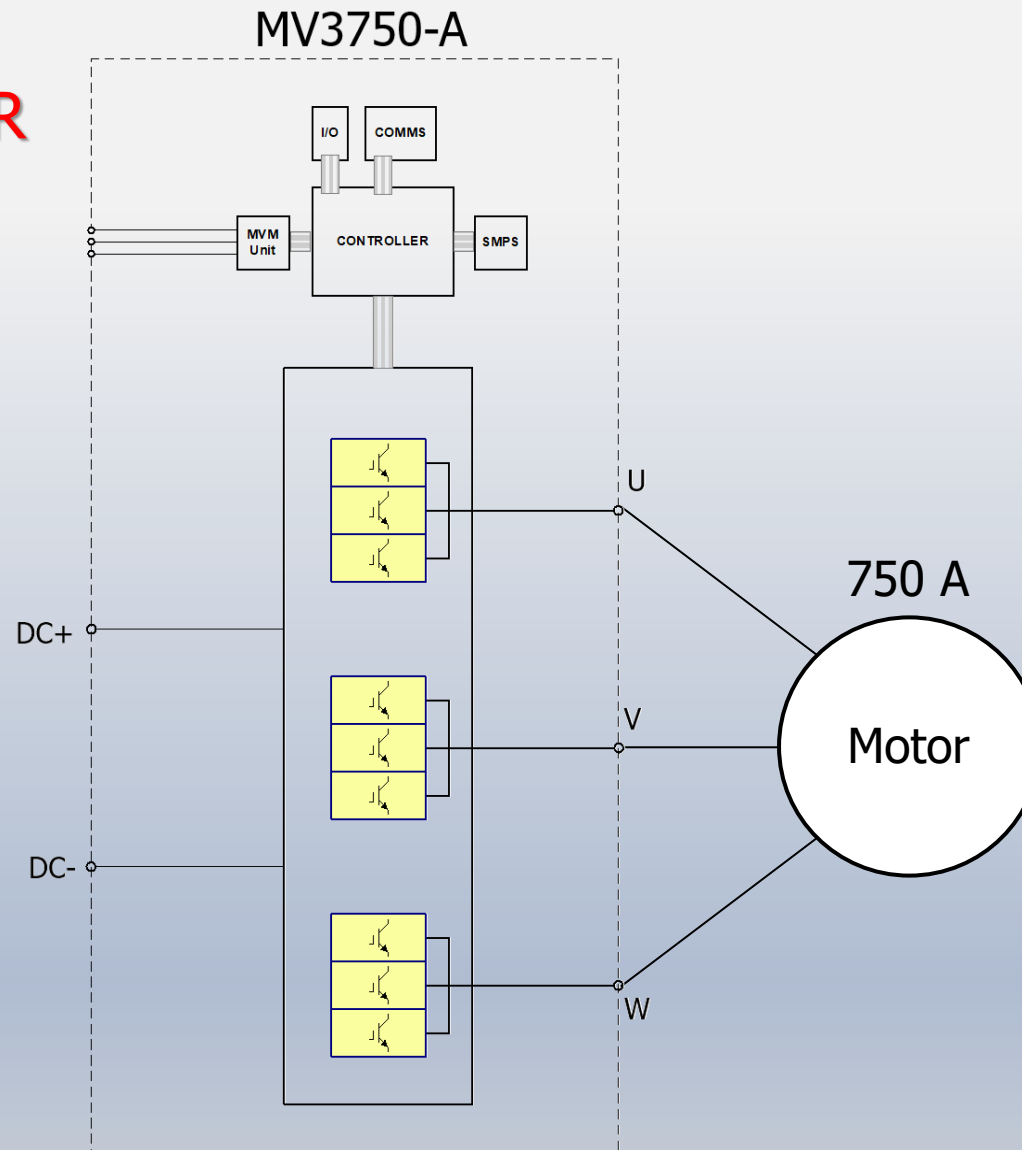 MV3750-A
R
I/O
COMMS
MVM
Unit
CONTROLLER
SMPS
U
750 A
DC+
V
Motor
DC-
W